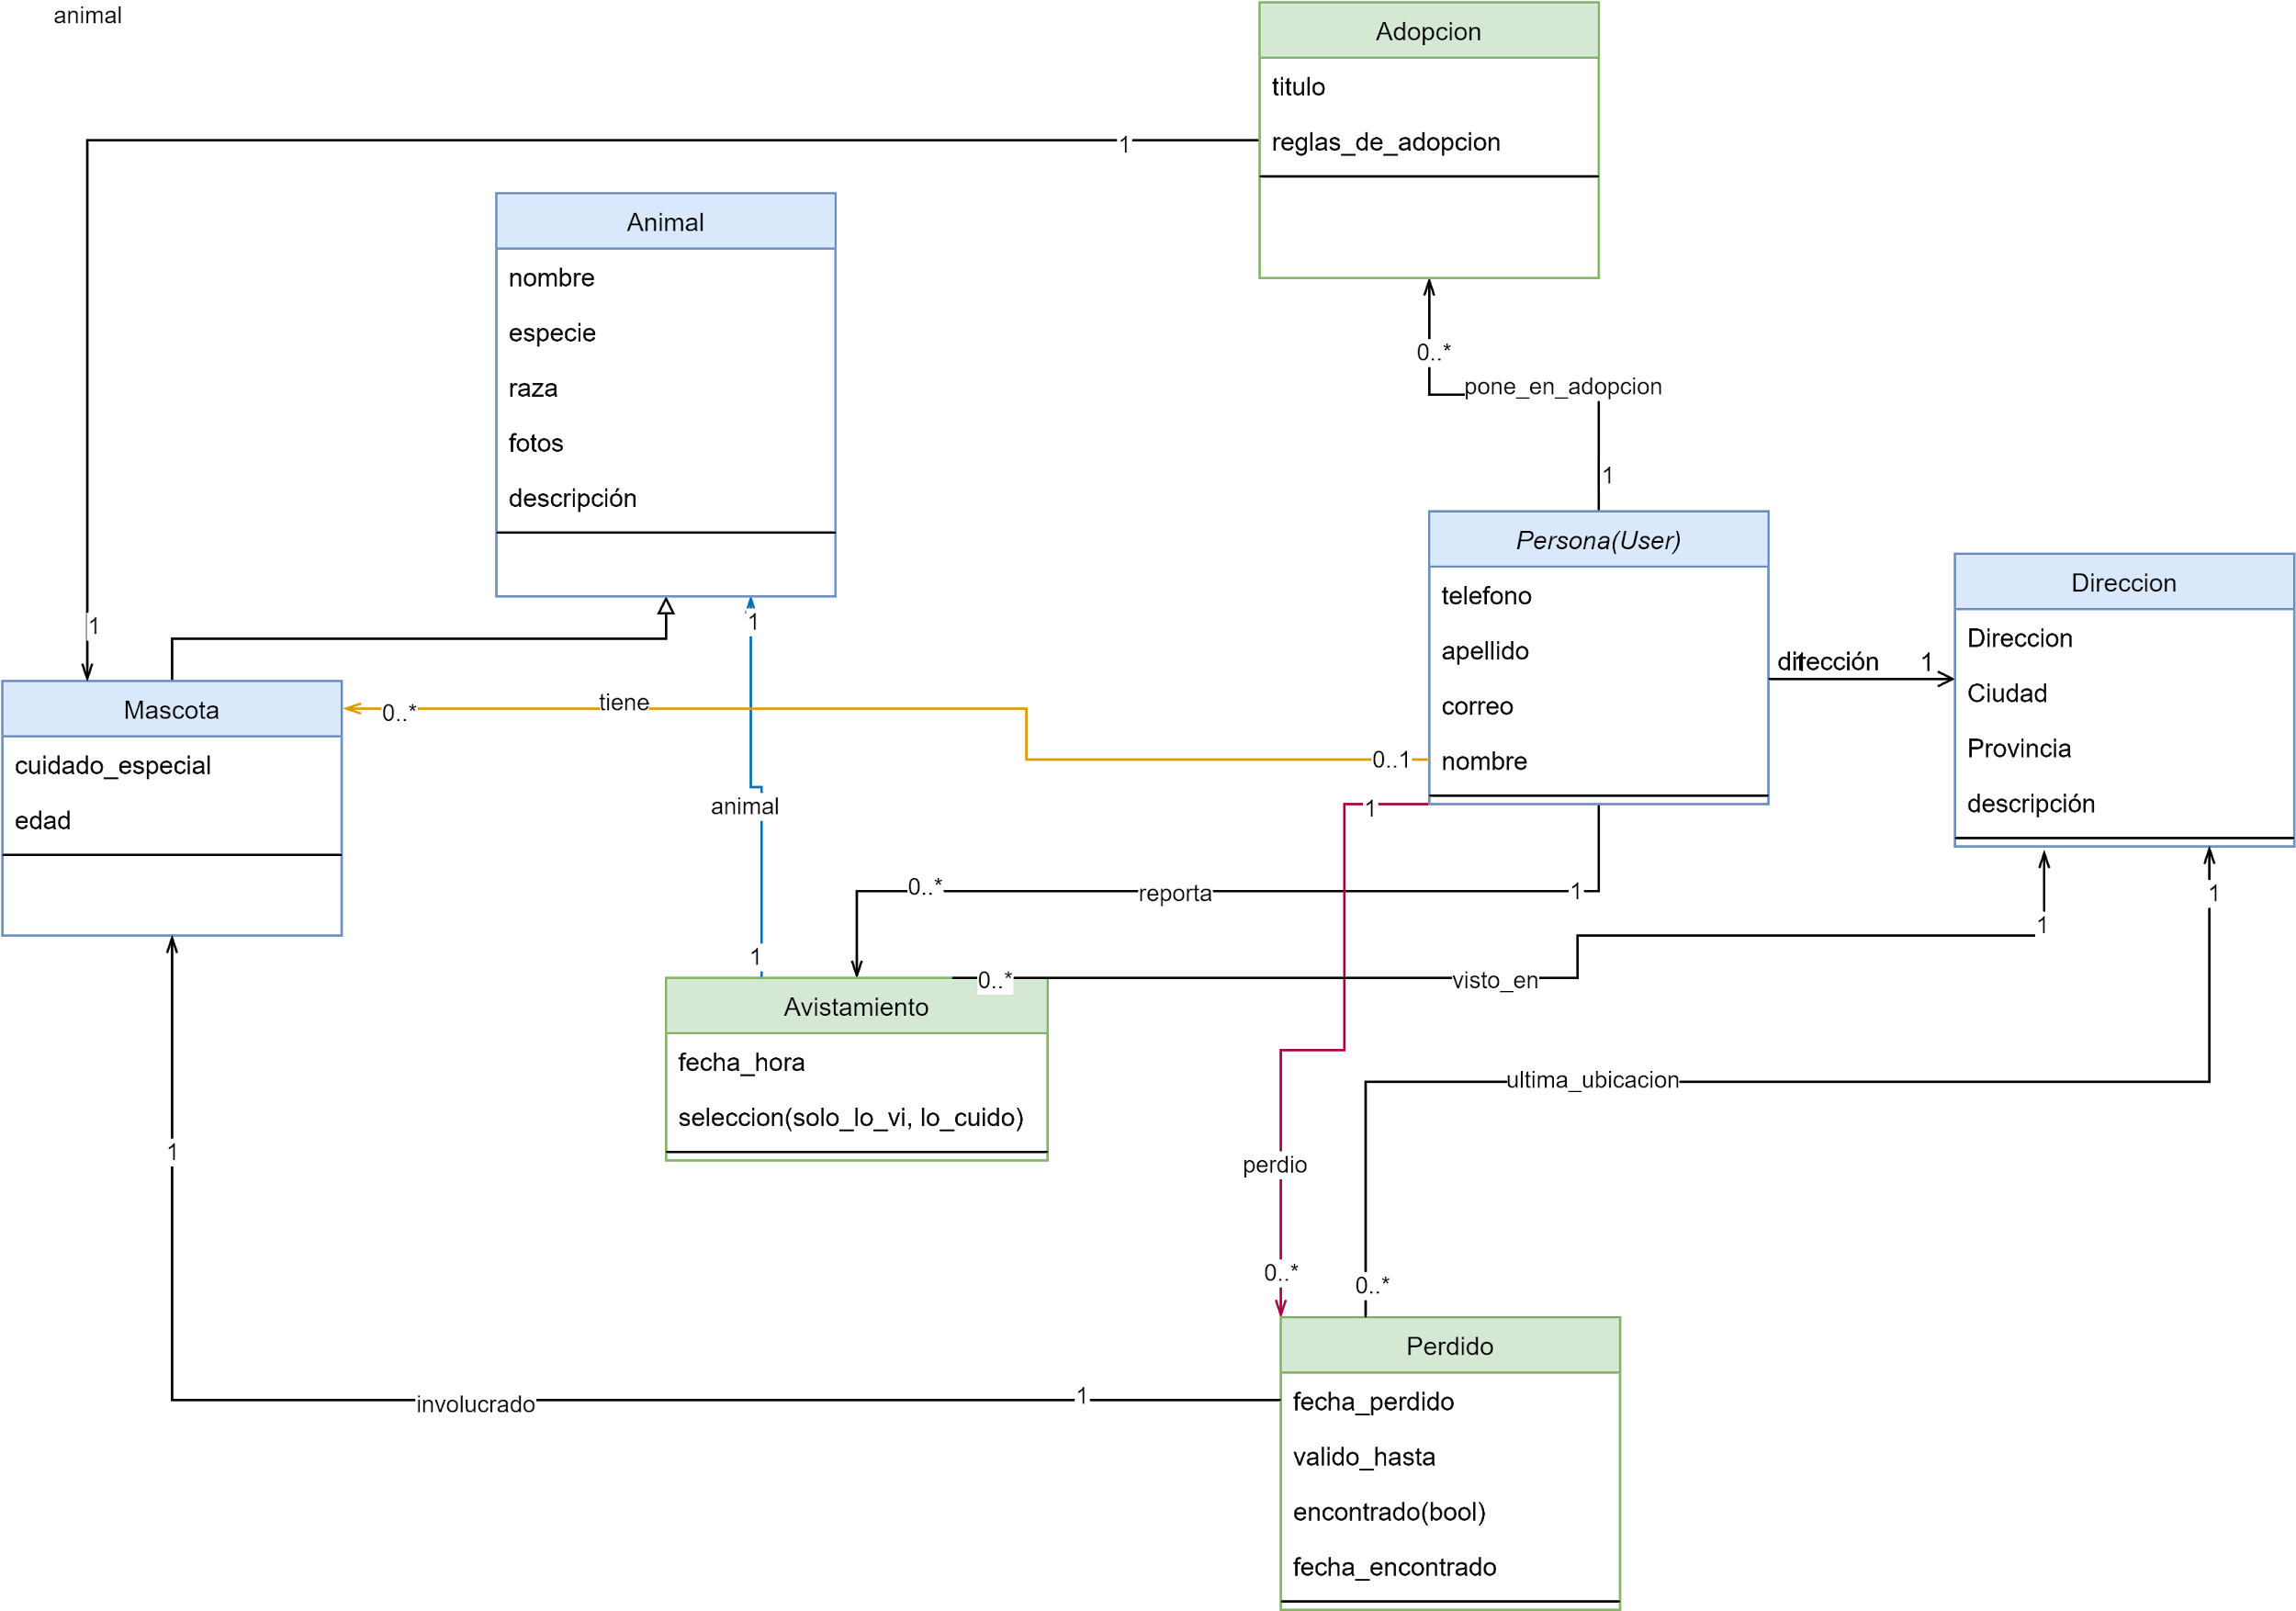 animal
Adopcion
titulo
reglas_de_adopcion
1
Animal
nombre
especie
raza
fotos
descripción
0..*
pone_en_adopcion
1
Persona(User)
telefono
apellido
correo
nombre
Direccion
Direccion
Ciudad
Provincia
descripción
dirección
1
1
1
Mascota
cuidado_especial
edad
0..*
tiene
0..1
animal
1
1
0..*
reporta
1
1
1
0..*
visto_en
Avistamiento
fecha_hora
seleccion(solo_lo_vi, lo_cuido)
ultima_ubicacion
1
perdio
0..*
0..*
Perdido
fecha_perdido
valido_hasta
encontrado(bool)
fecha_encontrado
involucrado
1